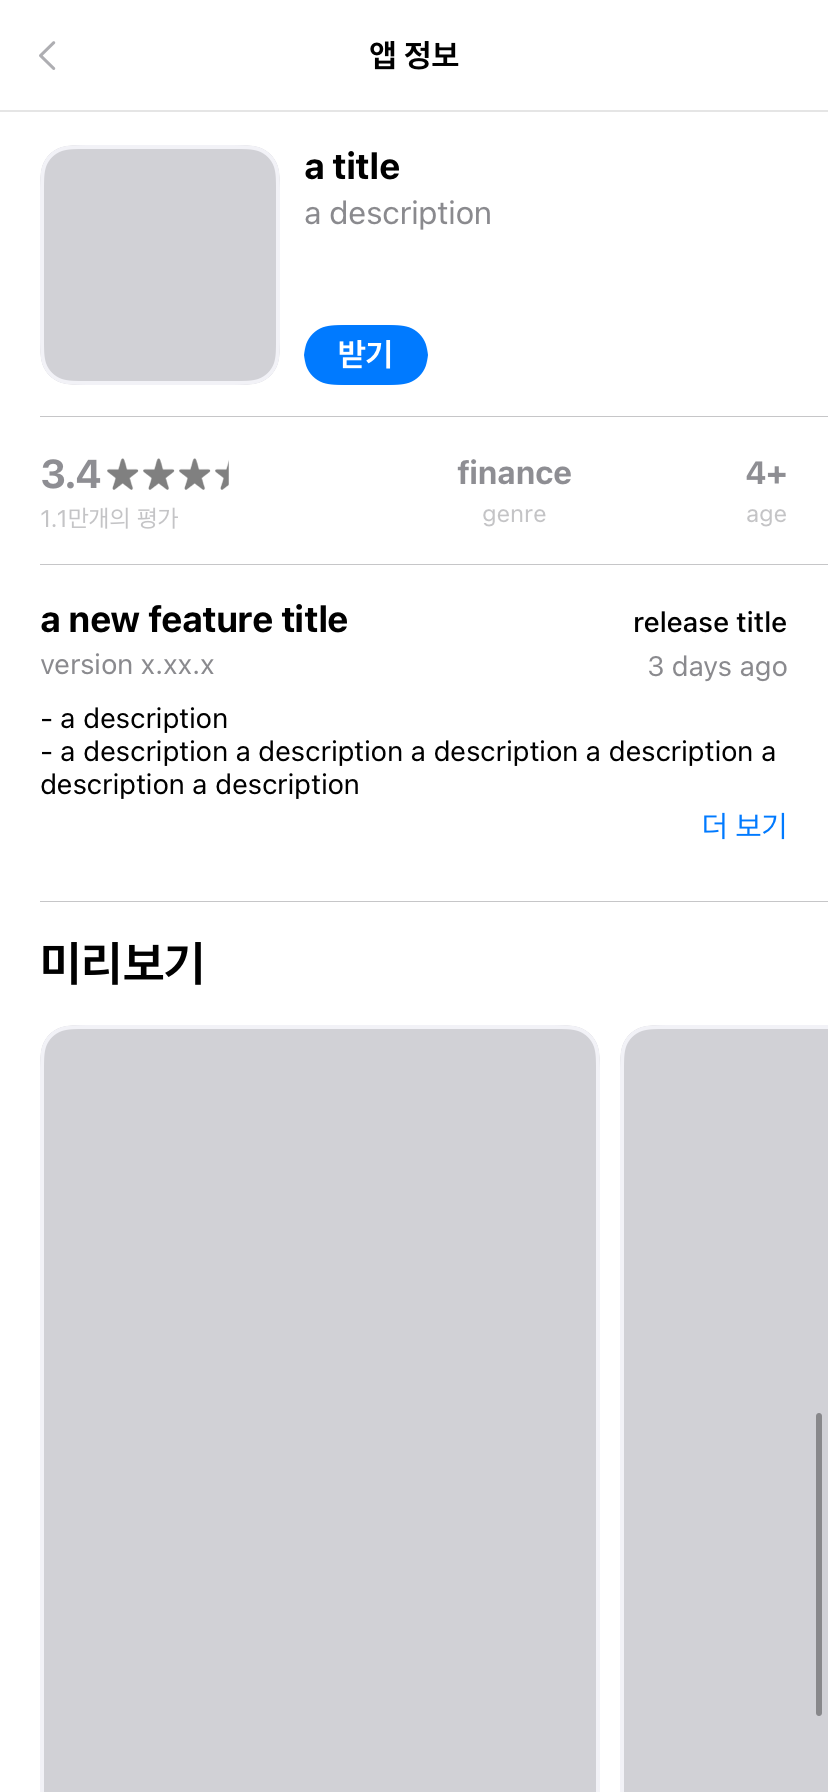 앱 정보
a title
a description
받기
3.4
1.1만개의 평가
finance
genre
4+
age
a new feature title
release title
version x.xx.x
3 days ago
- a description
- a description a description a description a description a
description a description
더 보기
미리보기